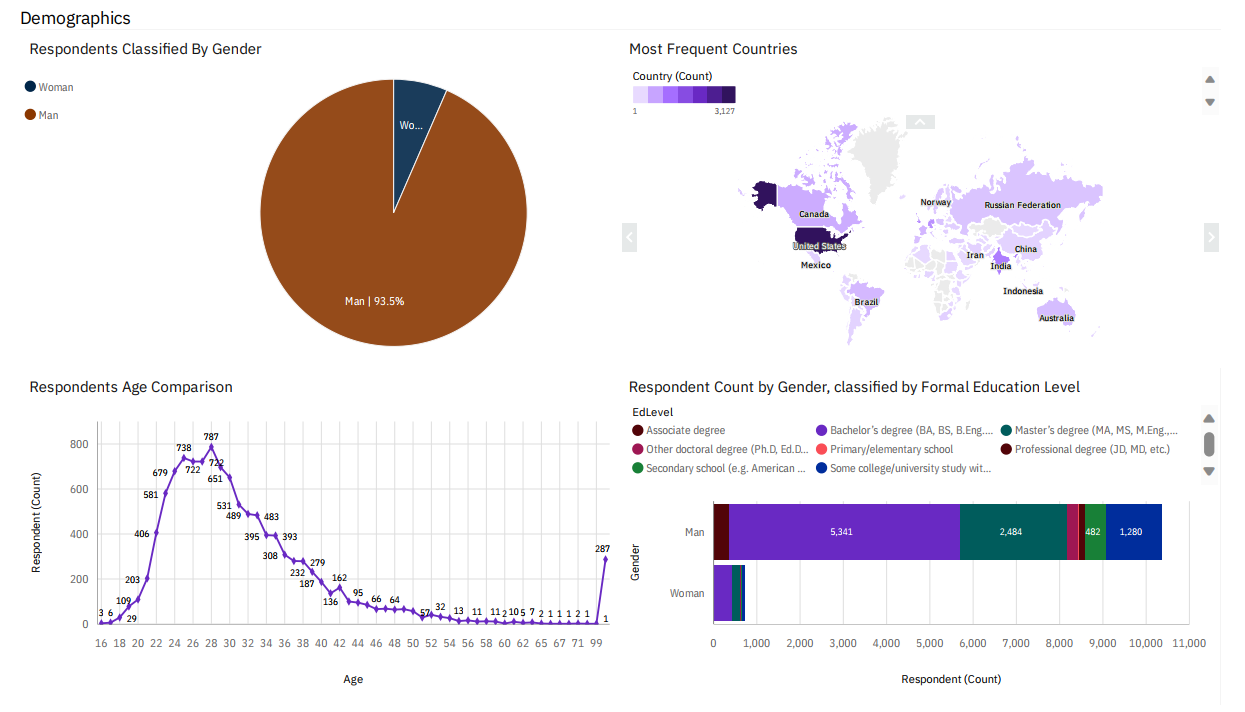 Demographics
Respondents Classified By Gender
Woman
Man
Wo...
Man | 93.5%
Most Frequent Countries
Country (Count)
1 3,127
Canada
United States
Mexico
Brazil
Norway
Russian Federation
China
Iran
India
Indonesia
Australia
Respondents Age Comparison
Respondent (Count)
800
600
400
200
0
3 6 29 109 203 406 581 679 738 722 787 722 651 531 489 483 395 393 308 232 279 187 136 162 95 66 64 57 32 13 11 11 2 10 5 7 2 1 1 1 2 1 287 1
16 18 20 22 24 26 28 30 32 34 36 38 40 42 44 46 48 50 52 54 56 58 60 62 65 67 71 99
Age
Respondent Count by Gender, classified by Formal Education Level
EdLevel
Associate degree Bachelor's degree (BA, BS, B.Eng.... Master's degree (MA, MS, M.Eng.,...
Other doctoral degree (Ph.D, Ed.D... Primary/elementary school Professional degree (JD, MD, etc.)
Secondary school (e.g. American ... Some college/university study wit...
Gender
Man 5,341 2,484 482 1,280
Woman
0 1,000 2,000 3,000 4,000 5,000 6,000 7,000 8,000 9,000 10,000 11,000
Respondent (Count)